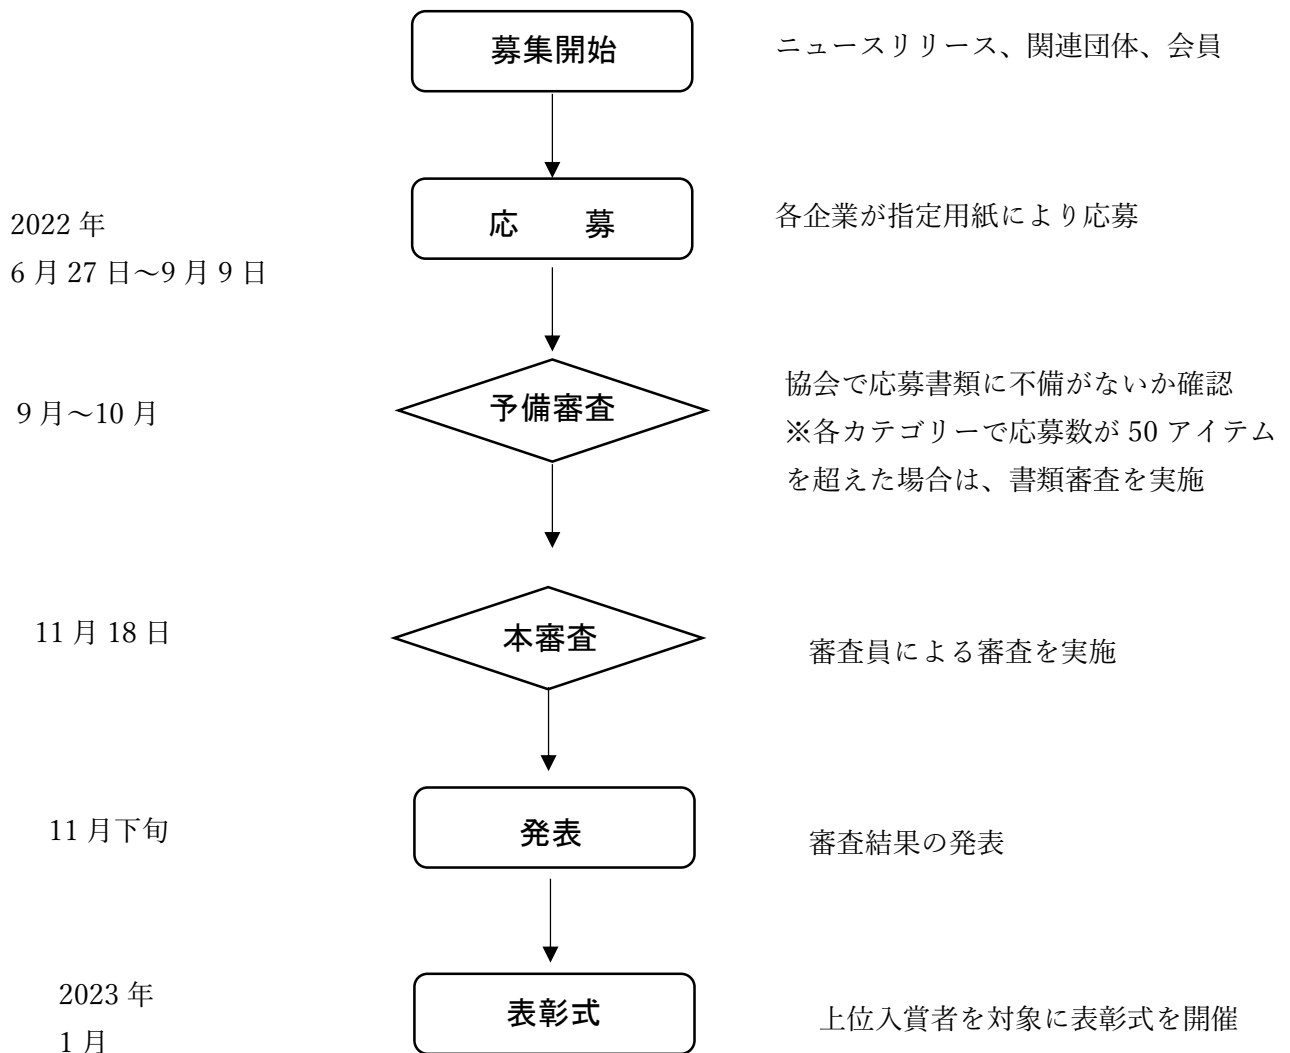 募集開始
ニュースリリース、関連団体、会員
2022 年
6 月 27 日～9 月 9 日
応　　募
各企業が指定用紙により応募
9 月～10 月
予備審査
協会で応募書類に不備がないか確認
※各カテゴリーで応募数が 50 アイテム
を超えた場合は、書類審査を実施
11 月 18 日
本審査
審査員による審査を実施
11 月下旬
発表
審査結果の発表
2023 年
1 月
表彰式
上位入賞者を対象に表彰式を開催